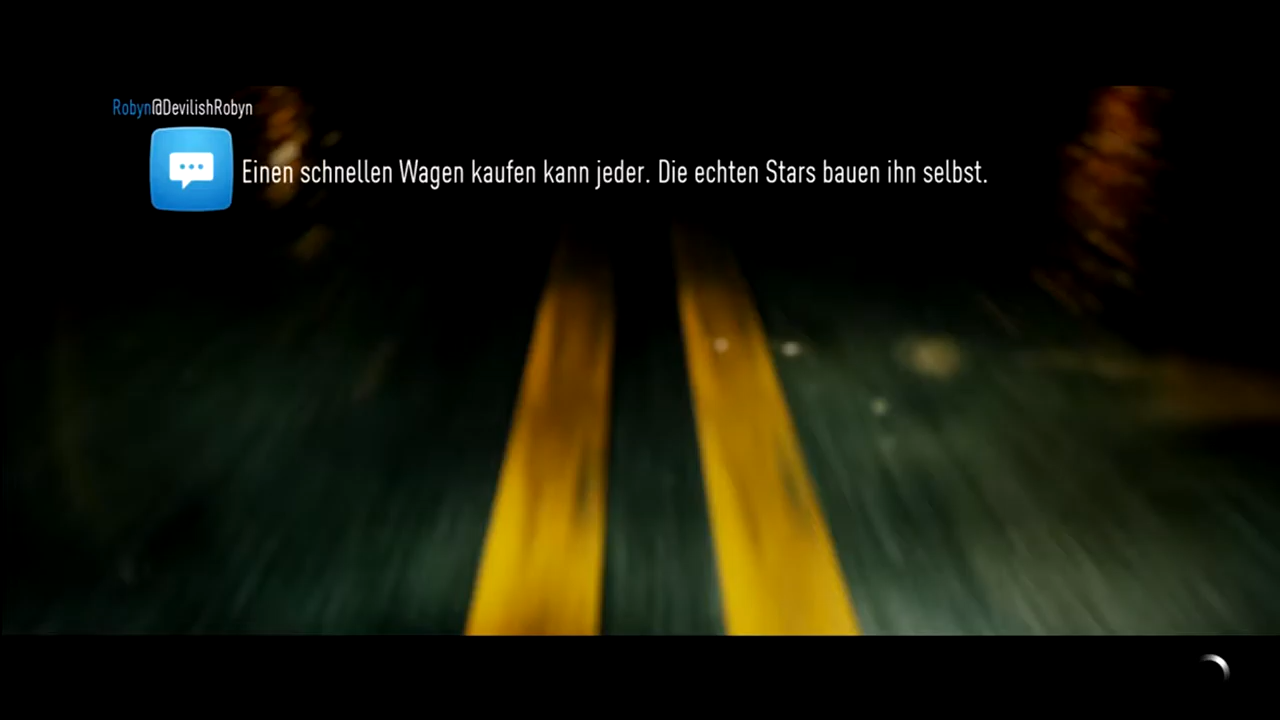 Robyn@DevilishRobyn
Einen schnellen Wagen kaufen kann jeder. Die echten Stars bauen ihn selbst.